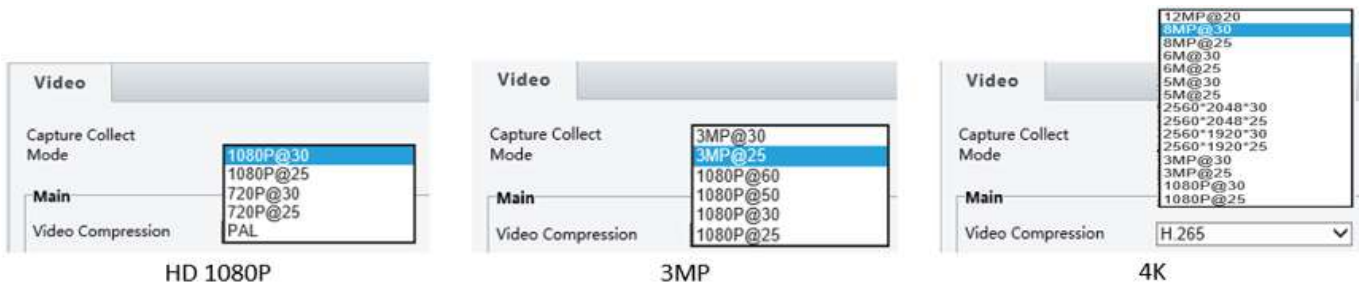 Video
Capture Collect
Mode
1080P@30
1080P@25
720P@30
720P@25
PAL
Main
Video Compression
HD 1080P
Video
Capture Collect
Mode
3MP@30
3MP@25
1080P@60
1080P@50
1080P@30
1080P@25
Main
Video Compression
3MP
12MP@20
8MP@30
8MP@25
6M@30
6M@25
5M@30
5M@25
2560*2048*30
2560*2048*25
2560*1920*30
2560*1920*25
3MP@30
3MP@25
1080P@30
1080P@25
Video
Capture Collect
Mode
Main
Video Compression
H.265
4K